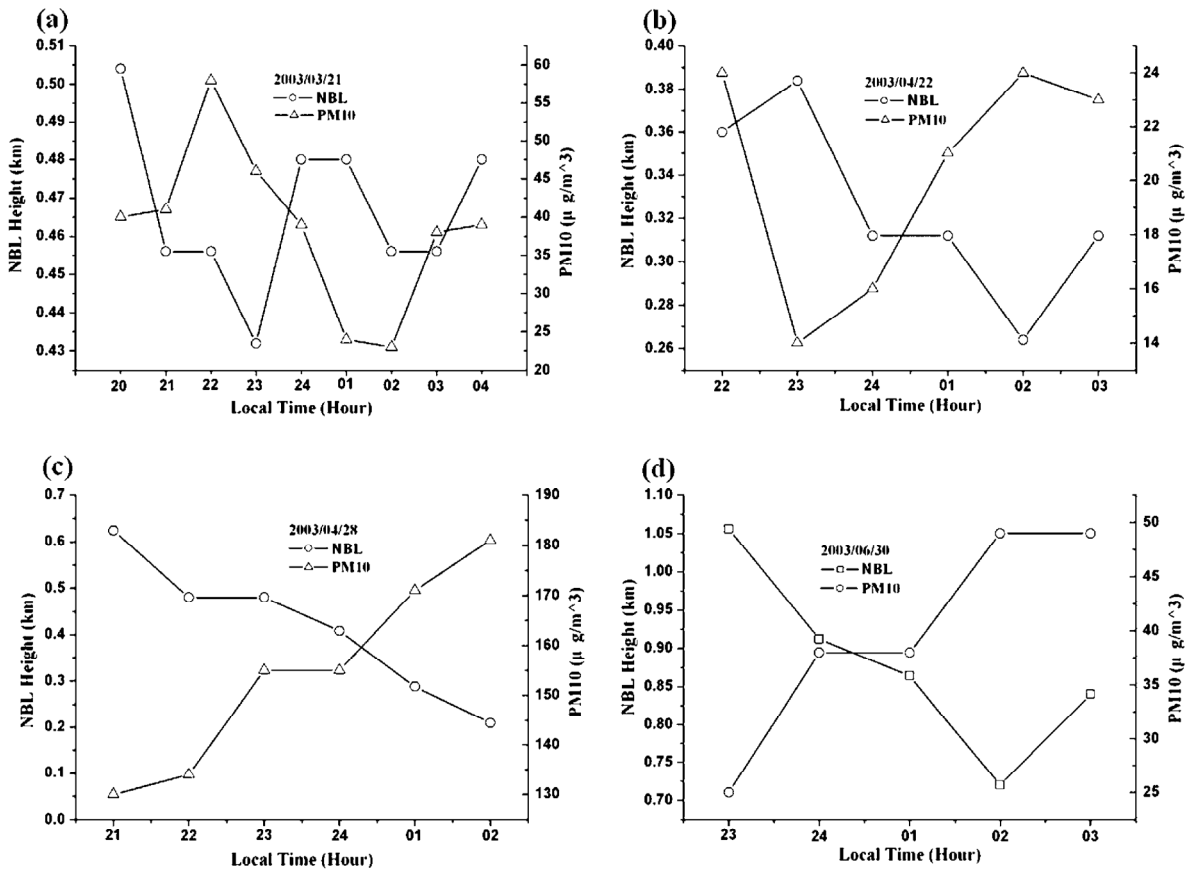 (a)
0.51
0.50
0.49
0.48
0.47
0.46
0.45
0.44
0.43
NBL Height (km)
2003/03/21
NBL
PM10
60
55
50
45
40
35
30
25
20
PM10 (μ g/m^3)
20 21 22 23 24 01 02 03 04
Local Time (Hour)
(b)
0.40
0.38
0.36
0.34
0.32
0.30
0.28
0.26
NBL Height (km)
2003/04/22
NBL
PM10
24
22
20
18
16
14
PM10 (μ g/m^3)
22 23 24 01 02 03
Local Time (Hour)
(c)
0.7
0.6
0.5
0.4
0.3
0.2
0.1
0.0
NBL Height (km)
2003/04/28
NBL
PM10
190
180
170
160
150
140
130
PM10 (μ g/m^3)
21 22 23 24 01 02
Local Time (Hour)
(d)
1.10
1.05
1.00
0.95
0.90
0.85
0.80
0.75
0.70
NBL Height (km)
2003/06/30
NBL
PM10
50
45
40
35
30
25
PM10 (μ g/m^3)
23 24 01 02 03
Local Time (Hour)